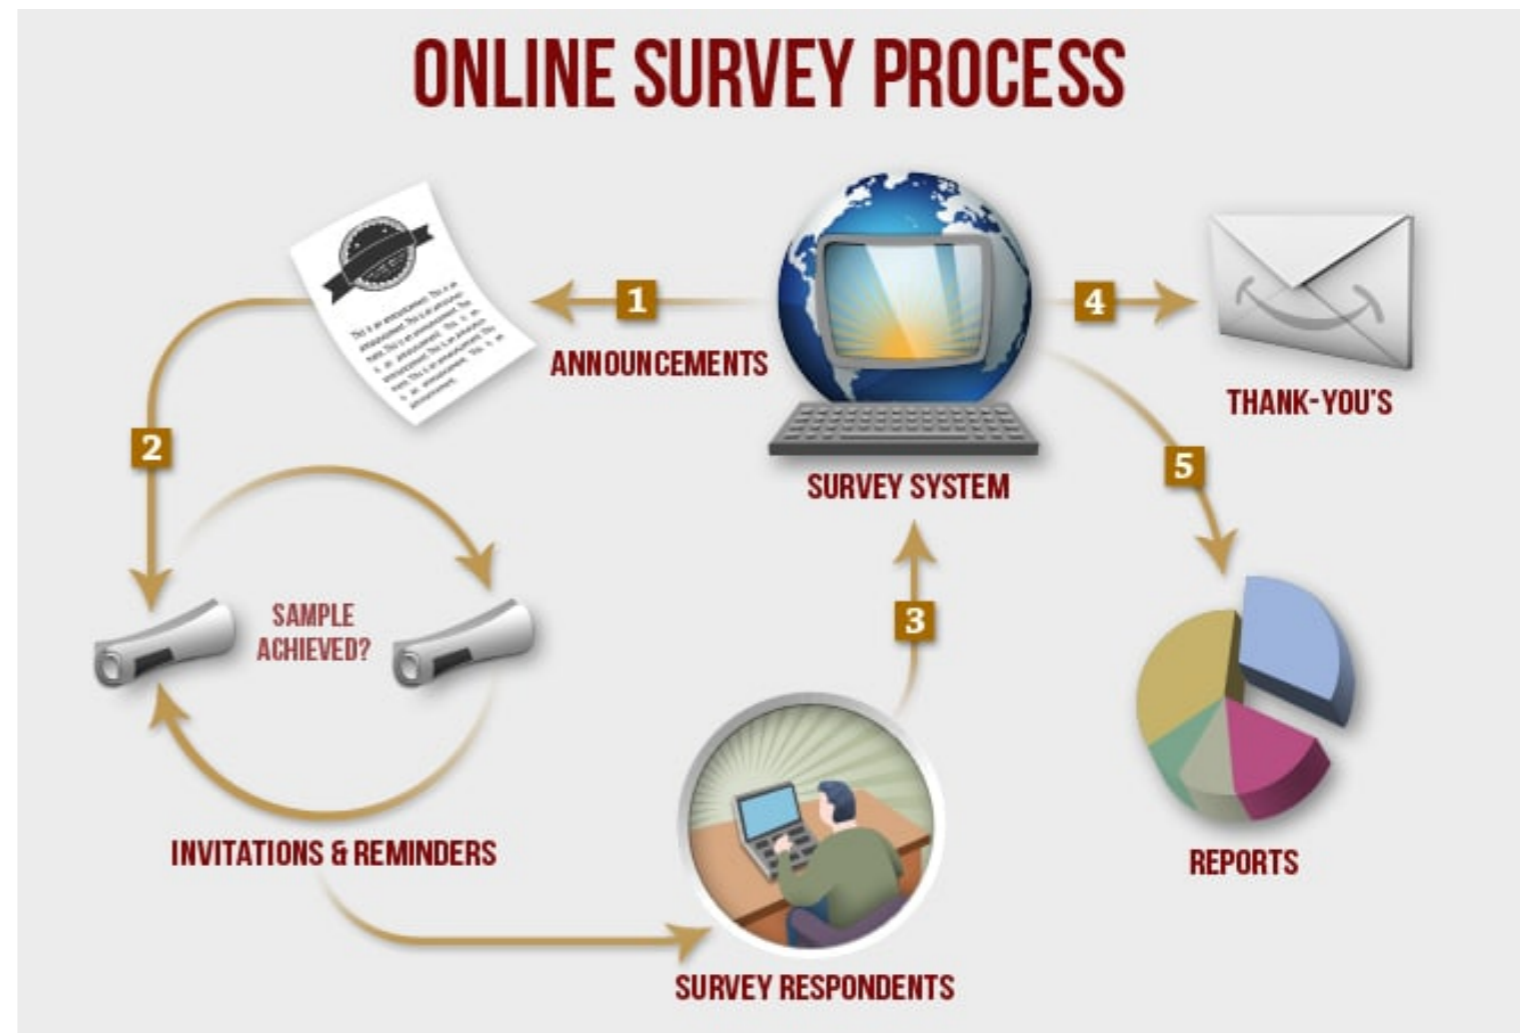 ONLINE SURVEY PROCESS
1
ANNOUNCEMENTS
4
THANK-YOU'S
2
5
SURVEY SYSTEM
SAMPLE
ACHIEVED?
3
INVITATIONS & REMINDERS
REPORTS
SURVEY RESPONDENTS